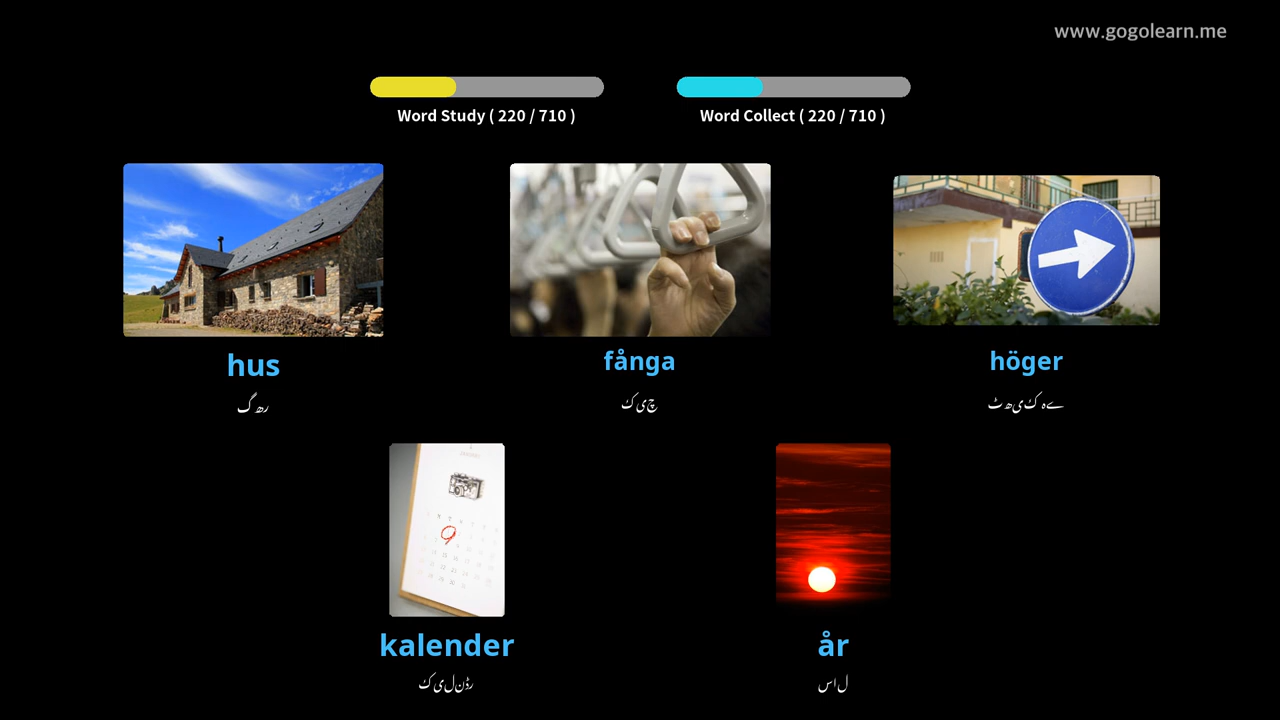 www.gogolearn.me
Word Study ( 220 / 710 )
Word Collect ( 220 / 710 )
hus
گھر
fånga
کیچ
höger
ٹھیک ہے
kalender
کیلنڈر
år
سال